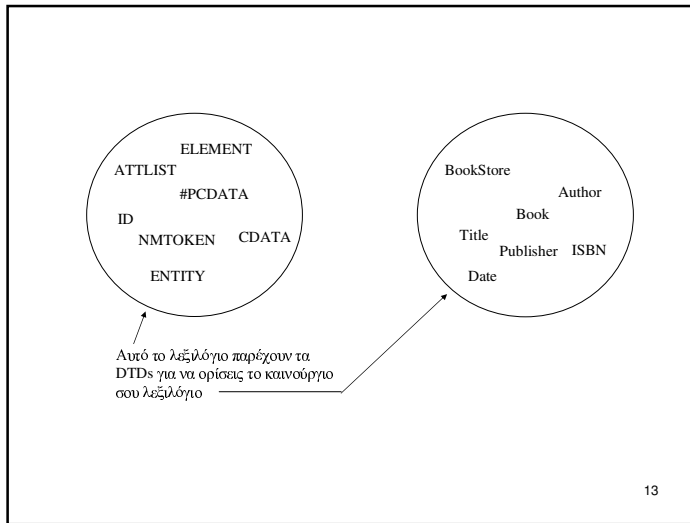 ELEMENT
ATTLIST
#PCDATA
ID
NMTOKEN CDATA
ENTITY
BookStore
Author
Book
Title
Publisher ISBN
Date
Αυτό το λεξιλόγιο παρέχουν τα
DTDs για να ορίσεις το καινούργιο
σου λεξιλόγιο
13